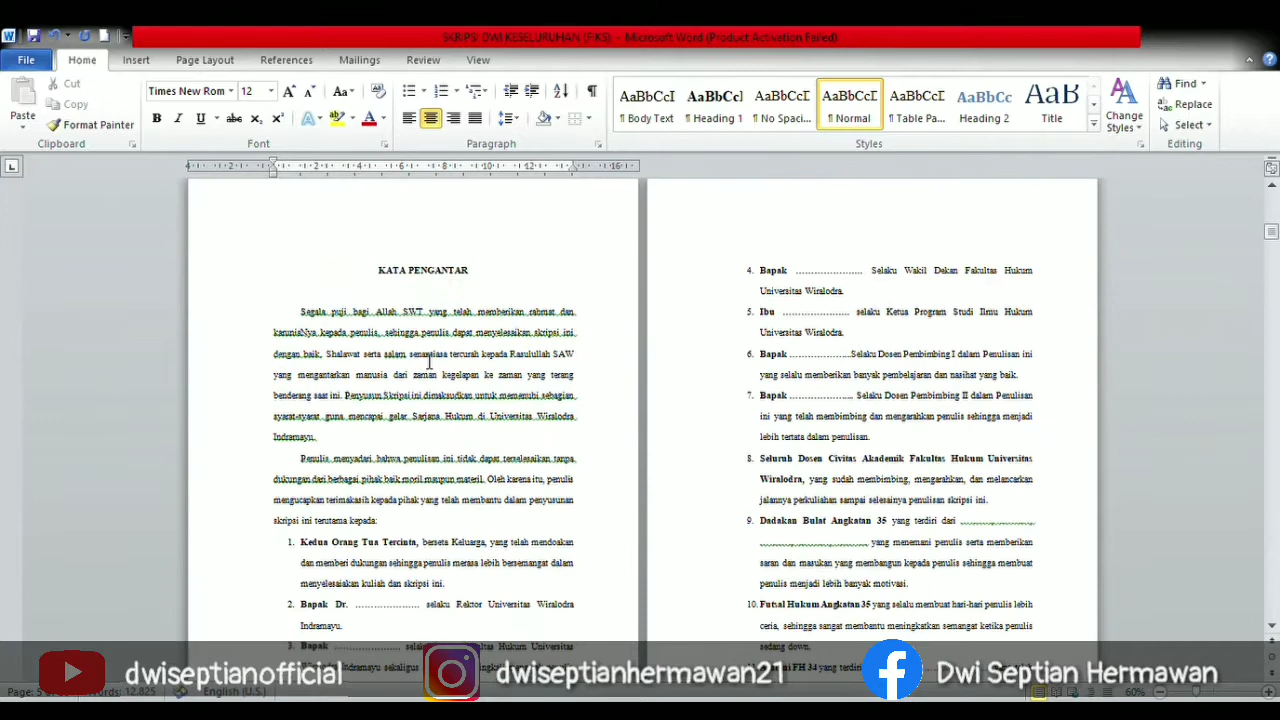 SKRIPSI DWI KESELURUHAN (FIKS) - Microsoft Word (Product Activation Failed)
File Home Insert Page Layout References Mailings Review View
Cut
Copy
Format Painter
Paste
Clipboard
Times New Rom 12
Font
Paragraph
AaBbCcI AaBbCcI AaBbCcI AaBbCcI AaBbCcI AaBbCc AaB
¶ Body Text ¶ Heading 1 ¶ No Spaci... ¶ Normal ¶ Table Pa... Heading 2 Title
Change Styles
Styles
Find
Replace
Select
Editing
KATA PENGANTAR
Segala puji bagi Allah SWT yang telah memberikan rahmat dan
karuniaNya kepada penulis, sehingga penulis dapat menyelesaikan skripsi ini
dengan baik. Shalawat serta salam senantiasa tercurah kepada Rasulullah SAW
yang mengantarkan manusia dari zaman kegelapan ke zaman yang terang
benderang saat ini. Penyusun Skripsi ini dimaksudkan untuk memenuhi sebagian
syarat-syarat guna mencapai gelar Sarjana Hukum di Universitas Wiralodra
Indramayu.
Penulis menyadari bahwa penulisan ini tidak dapat terselesaikan tanpa
dukungan dari berbagai pihak baik moril maupun materil. Oleh karena itu, penulis
mengucapkan terimakasih kepada pihak yang telah membantu dalam penyusunan
skripsi ini terutama kepada:
1. Kedua Orang Tua Tercinta, berseta Keluarga, yang telah mendoakan
dan memberi dukungan sehingga penulis merasa lebih bersemangat dalam
menyelesaiakan kuliah dan skripsi ini.
2. Bapak Dr. ..................... selaku Rektor Universitas Wiralodra
Indramayu.
3. Bapak
4. Bapak ...................... Selaku Wakil Dekan Fakultas Hukum
Universitas Wiralodra.
5. Ibu ...................... selaku Ketua Program Studi Ilmu Hukum
Universitas Wiralodra.
6. Bapak .....................Selaku Dosen Pembimbing I dalam Penulisan ini
yang selalu memberikan banyak pembelajaran dan nasihat yang baik.
7. Bapak ..................... Selaku Dosen Pembimbing II dalam Penulisan
ini yang telah membimbing dan mengarahkan penulis sehingga menjadi
lebih tertata dalam penulisan.
8. Seluruh Dosen Civitas Akademik Fakultas Hukum Universitas
Wiralodra, yang sudah membimbing, mengarahkan, dan melancarkan
jalannya perkuliahan sampai selesainya penulisan skripsi ini.
9. Dadakan Bulat Angkatan 35 yang terdiri dari ........................
................................... yang menemani penulis serta memberikan
saran dan masukan yang membangun kepada penulis sehingga membuat
penulis menjadi lebih banyak motivasi.
10. Futsal Hukum Angkatan 35 yang selalu membuat hari-hari penulis lebih
ceria, sehingga sangat membantu meningkatkan semangat ketika penulis
sedang down.
FH 34 yang terdiri
dwiseptianofficial
dwiseptianhermawan21
Dwi Septian Hermawan
Words: 12.825 English (U.S.) 60%